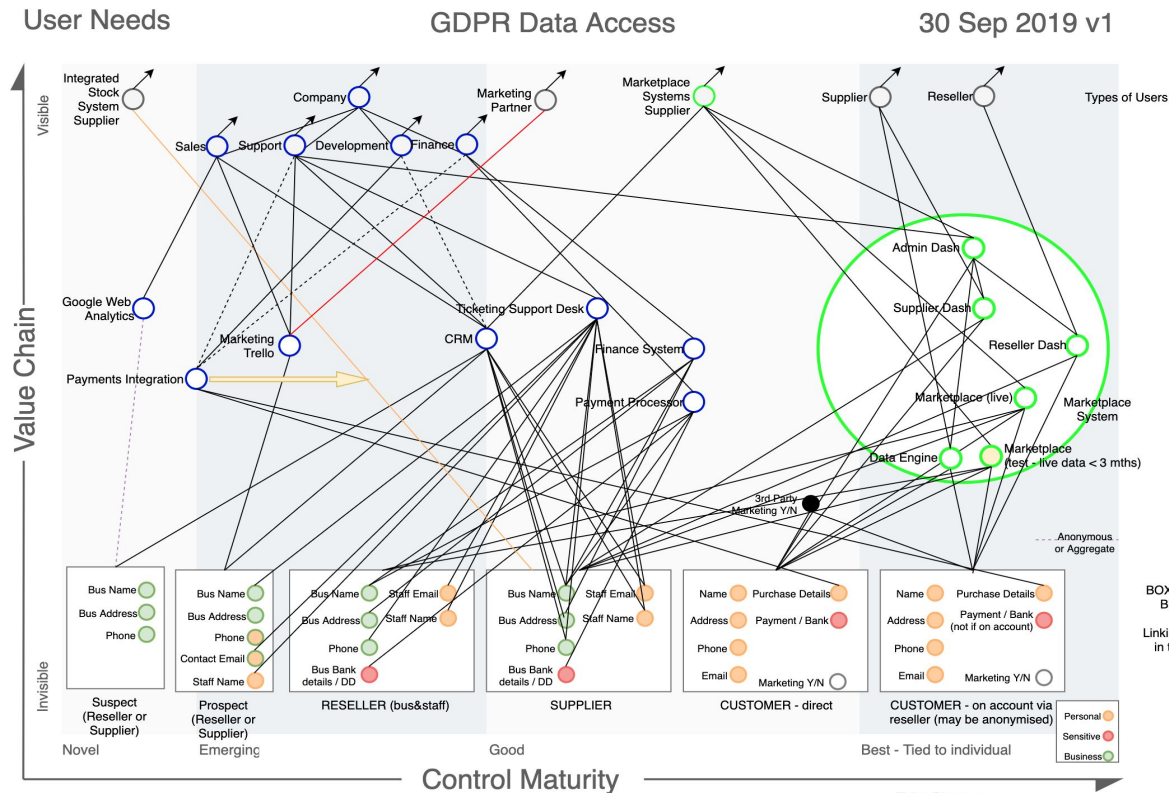 User Needs
GDPR Data Access
30 Sep 2019 v1
Integrated
Stock
System
Supplier
Company
Marketing
Partner
Marketplace
Systems
Supplier
Supplier
Reseller
Types of Users
Visible
Sales
Support
Development
Finance
Admin Dash
Google Web
Analytics
Ticketing Support Desk
Supplier Dash
Marketing
Trello
CRM
Finance System
Reseller Dash
Payments Integration
Payment Processor
Marketplace (live)
Marketplace
System
Data Engine
Marketplace
(test - live data < 3 mths)
3rd Party
Marketing Y/N
Anonymous
or Aggregate
Value Chain
Bus Name
Bus Address
Phone
Suspect
(Reseller or
Supplier)
Bus Name
Bus Address
Phone
Contact Email
Staff Name
Prospect
(Reseller or
Supplier)
Bus Name
Staff Email
Bus Address
Staff Name
Phone
Bus Bank
details / DD
RESELLER (bus&staff)
Bus Name
Staff Email
Bus Address
Staff Name
Phone
Bus Bank
details / DD
SUPPLIER
Name
Purchase Details
Address
Payment / Bank
Phone
Email
Marketing Y/N
CUSTOMER - direct
Name
Purchase Details
Address
Payment / Bank
(not if on account)
Phone
Email
Marketing Y/N
CUSTOMER - on account via
reseller (may be anonymised)
BOX
B
Linki
in t
Personal
Sensitive
Business
Invisible
Novel
Emerging
Good
Best - Tied to individual
Control Maturity